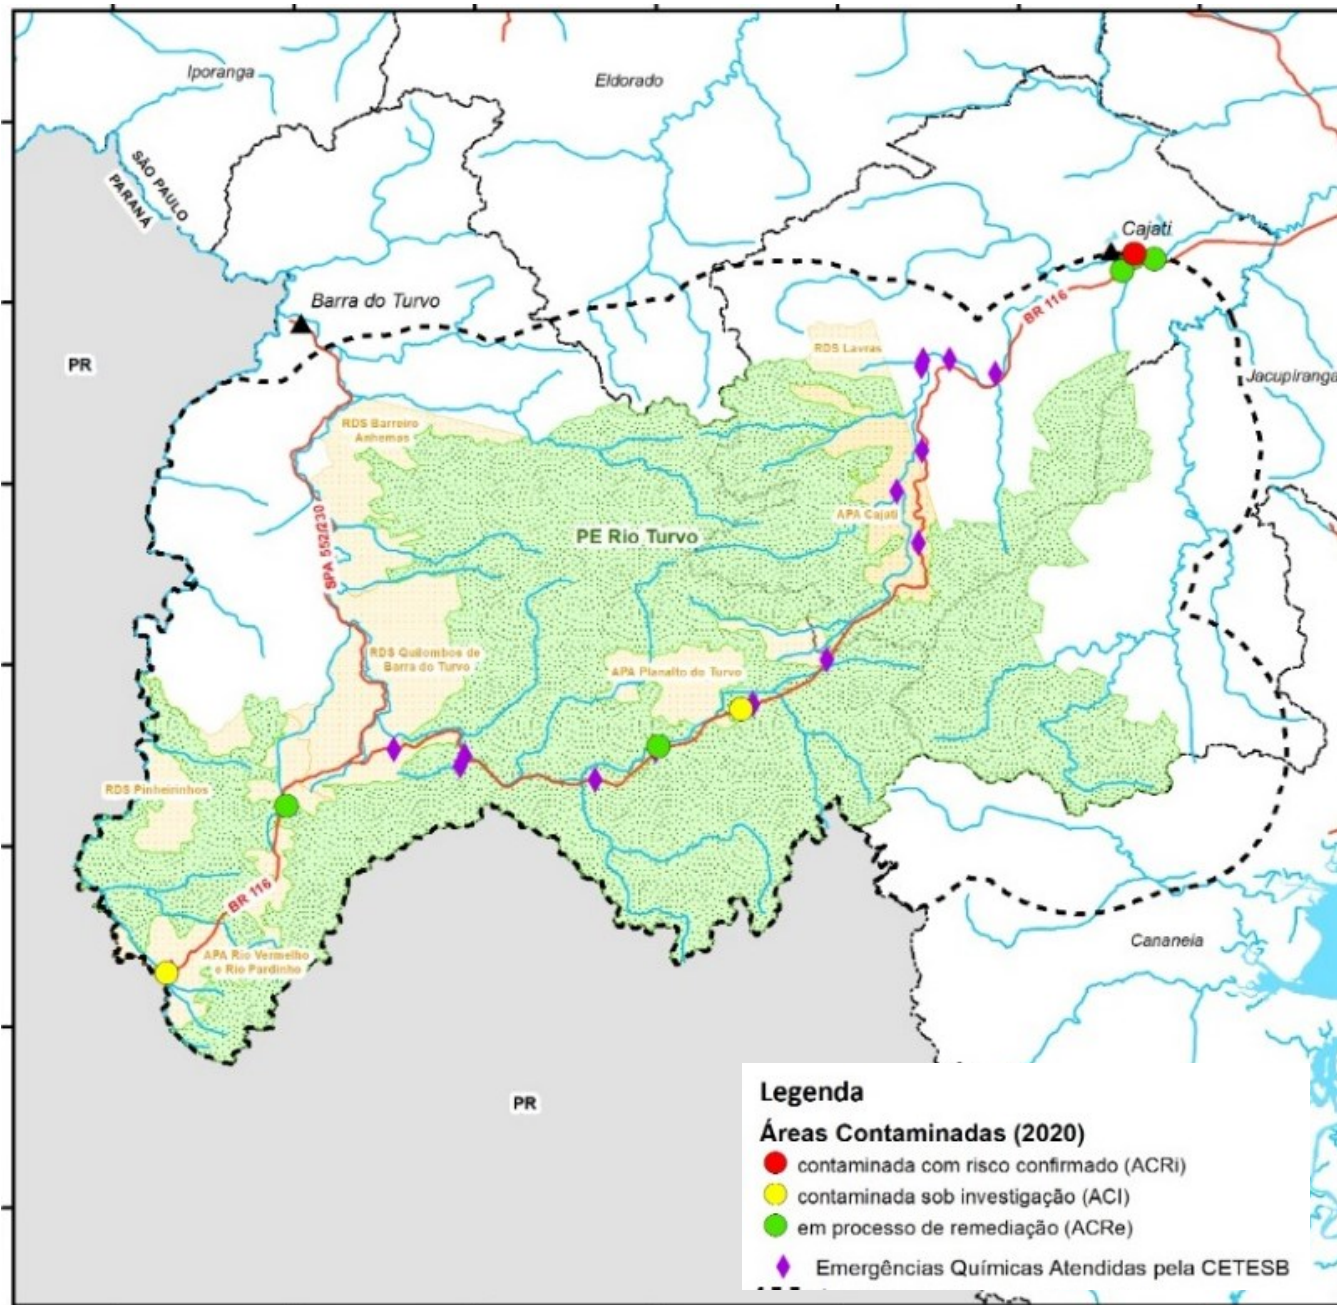 Iporanga
Eldorado
SÃO PAULO
PARANÁ
Cajati
Barra do Turvo
BR 116
PR
RDS Lavras
Jacupiranga
RDS Barreiro
Anhemas
APA Cajati
PE Rio Turvo
SPA 552/230
RDS Quilombos de
Barra do Turvo
APA Planalto do Turvo
RDS Pinheirinhos
BR 116
APA Rio Vermelho
e Rio Pardinho
Cananeia
PR
Legenda
Áreas Contaminadas (2020)
contaminada com risco confirmado (ACRi)
contaminada sob investigação (ACI)
em processo de remediação (ACRe)
Emergências Químicas Atendidas pela CETESB